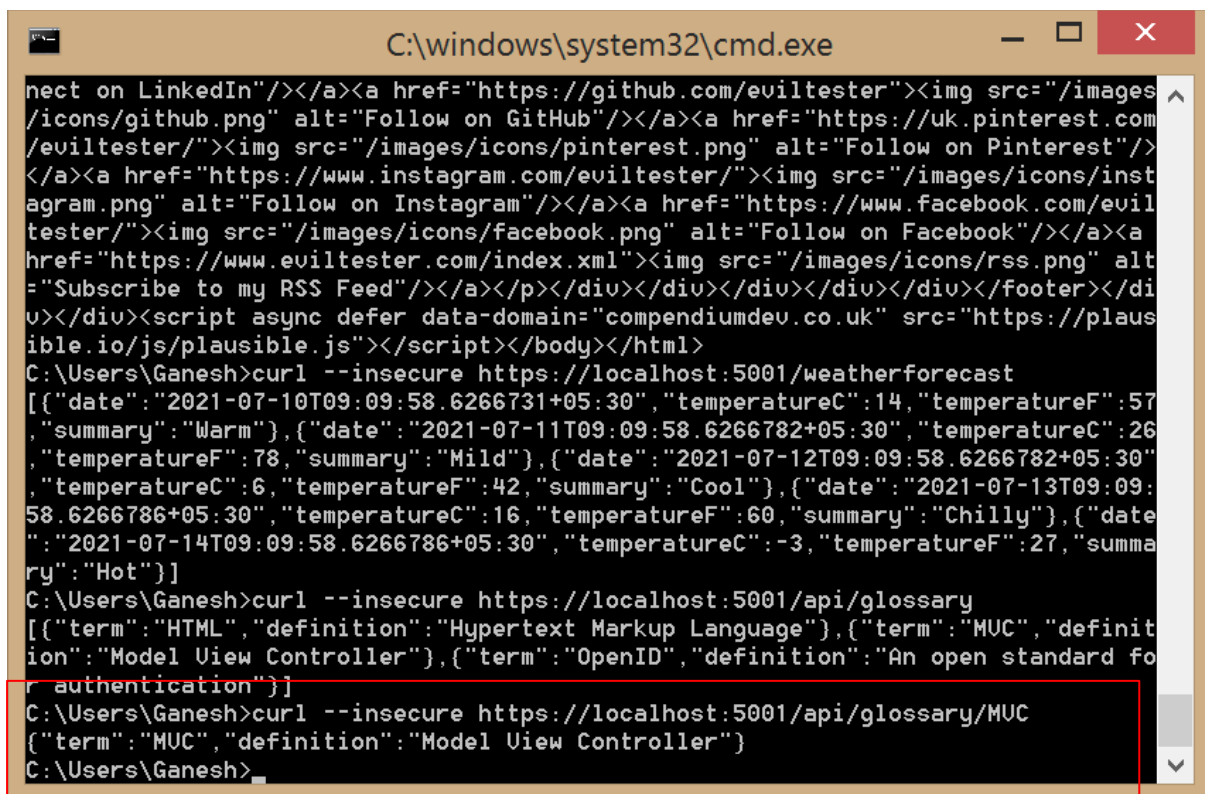 C:\windows\system32\cmd.exe
nect on LinkedIn"/></a><a href="https://github.com/eviltester"><img src="/images
/icons/github.png" alt="Follow on GitHub"/></a><a href="https://uk.pinterest.com
/eviltester/"><img src="/images/icons/pinterest.png" alt="Follow on Pinterest"/>
</a><a href="https://www.instagram.com/eviltester/"><img src="/images/icons/inst
agram.png" alt="Follow on Instagram"/></a><a href="https://www.facebook.com/evil
tester/"><img src="/images/icons/facebook.png" alt="Follow on Facebook"/></a><a
href="https://www.eviltester.com/index.xml"><img src="/images/icons/rss.png" alt
="Subscribe to my RSS Feed"/></a></p></div></div></div></div></div></footer></di
v></div><script async defer data-domain="compendiumdev.co.uk" src="https://plaus
ible.io/js/plausible.js"></script></body></html>
C:\Users\Ganesh>curl --insecure https://localhost:5001/weatherforecast
[{"date":"2021-07-10T09:09:58.6266731+05:30","temperatureC":14,"temperatureF":57
,"summary":"Warm"},{"date":"2021-07-11T09:09:58.6266782+05:30","temperatureC":26
,"temperatureF":78,"summary":"Mild"},{"date":"2021-07-12T09:09:58.6266782+05:30"
,"temperatureC":6,"temperatureF":42,"summary":"Cool"},{"date":"2021-07-13T09:09:
58.6266786+05:30","temperatureC":16,"temperatureF":60,"summary":"Chilly"},{"date
":"2021-07-14T09:09:58.6266786+05:30","temperatureC":-3,"temperatureF":27,"summa
ry":"Hot"}]
C:\Users\Ganesh>curl --insecure https://localhost:5001/api/glossary
[{"term":"HTML","definition":"Hypertext Markup Language"},{"term":"MVC","definit
ion":"Model View Controller"},{"term":"OpenID","definition":"An open standard fo
r authentication"}]
C:\Users\Ganesh>curl --insecure https://localhost:5001/api/glossary/MVC
{"term":"MVC","definition":"Model View Controller"}
C:\Users\Ganesh>_